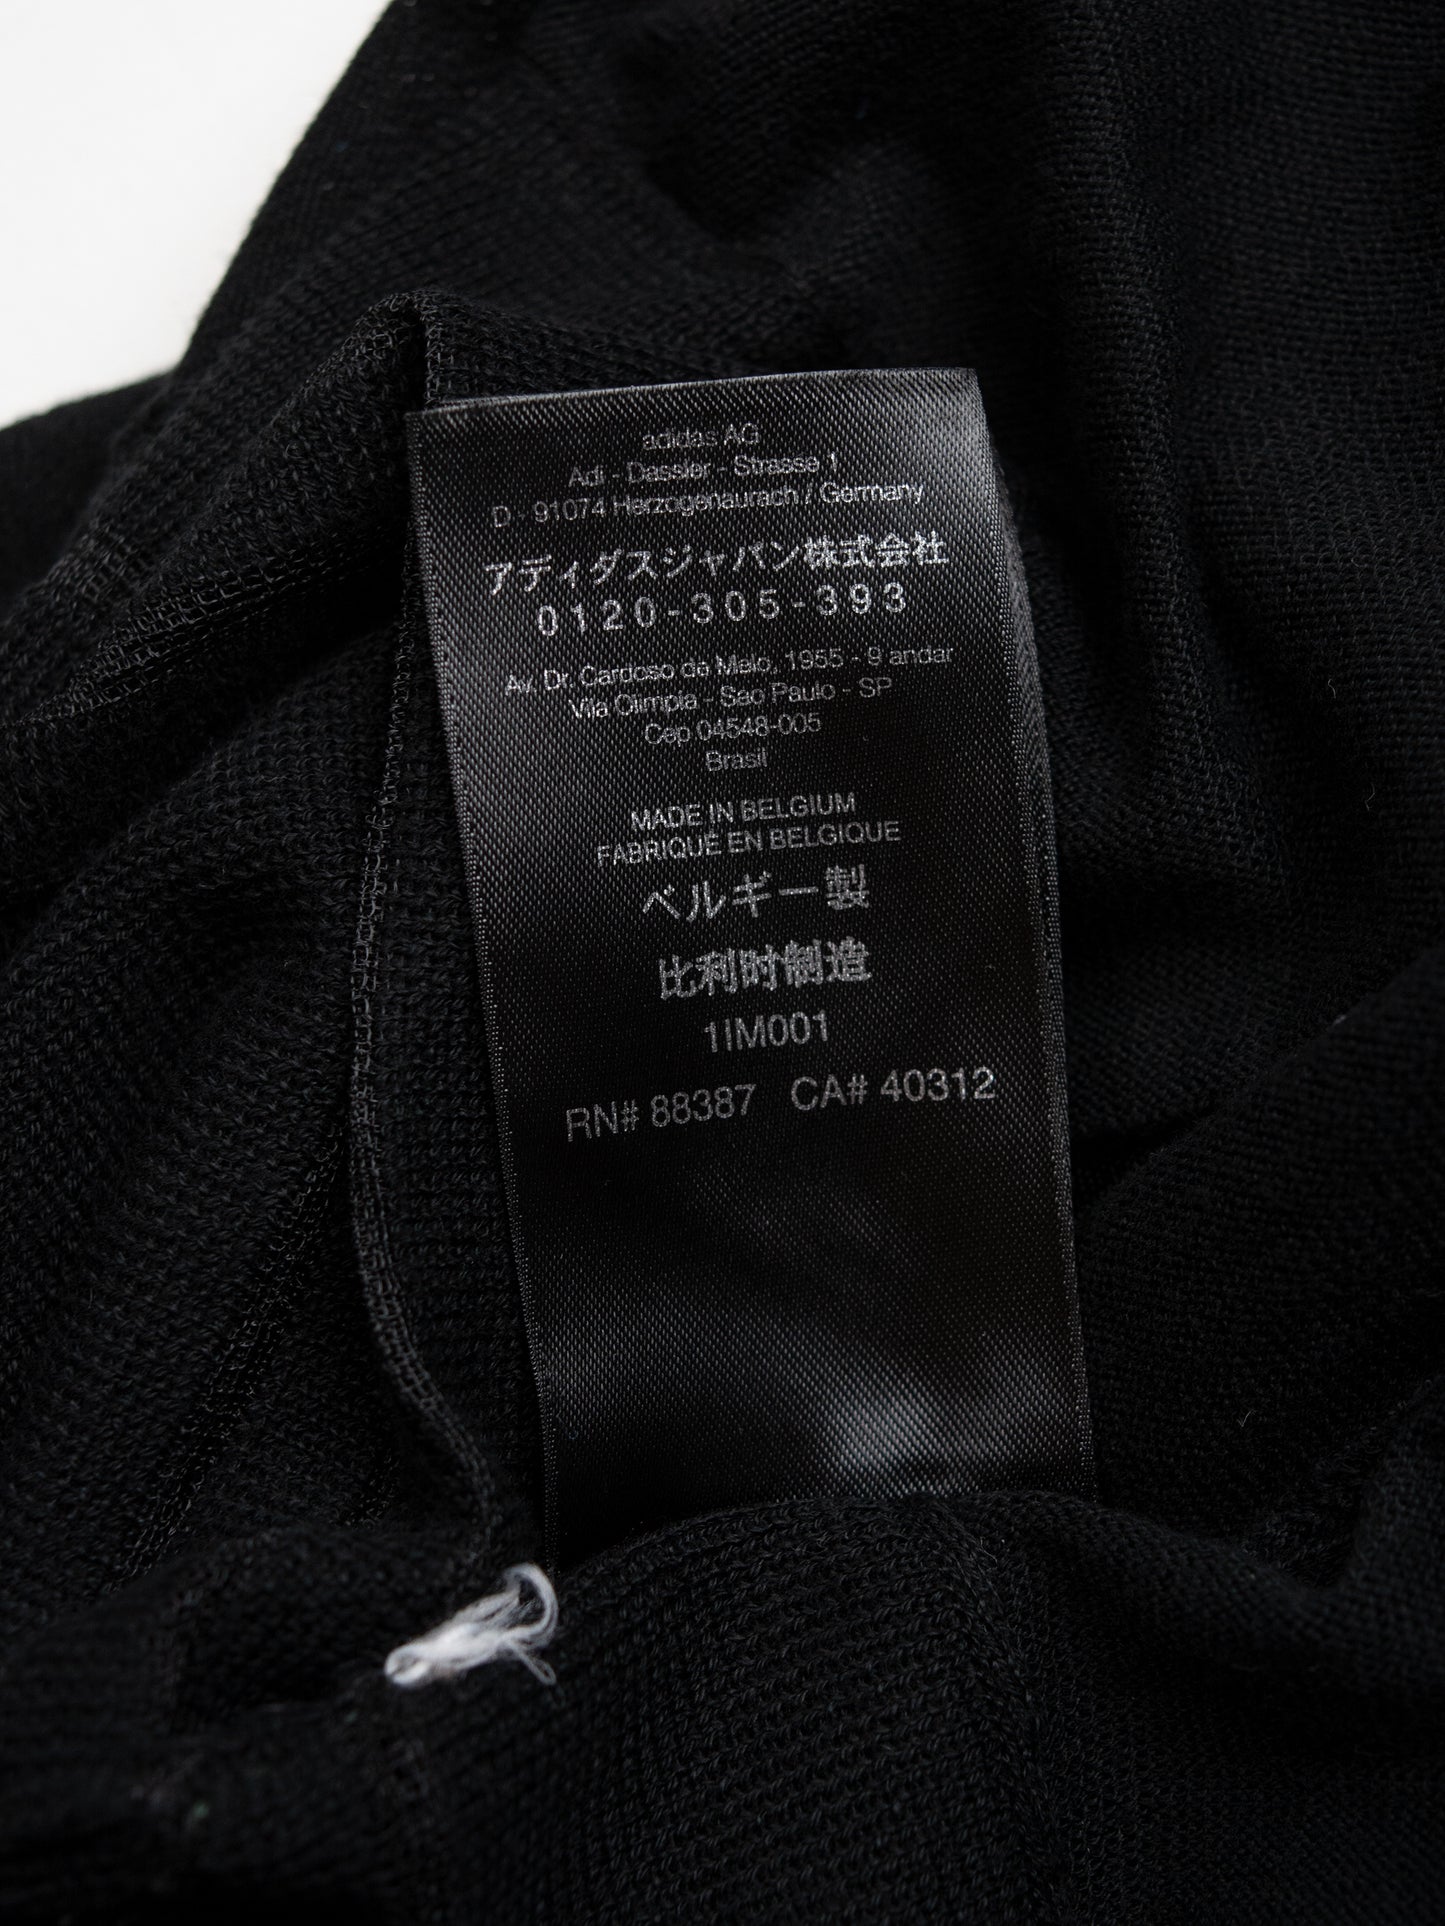 adidas AG
Adi - Dassler - Strasse 1
D - 91074 Herzogenaurach / Germany
アディダスジャパン株式会社
0120-305-393
Av. Dr. Cardoso de Melo, 1955 - 9 andar
Vila Olimpia - Sao Paulo - SP
Cep 04548-005
Brasil
MADE IN BELGIUM
FABRIQUE EN BELGIQUE
ベルギー製
比利时制造
1IM001
RN# 88387 CA# 40312